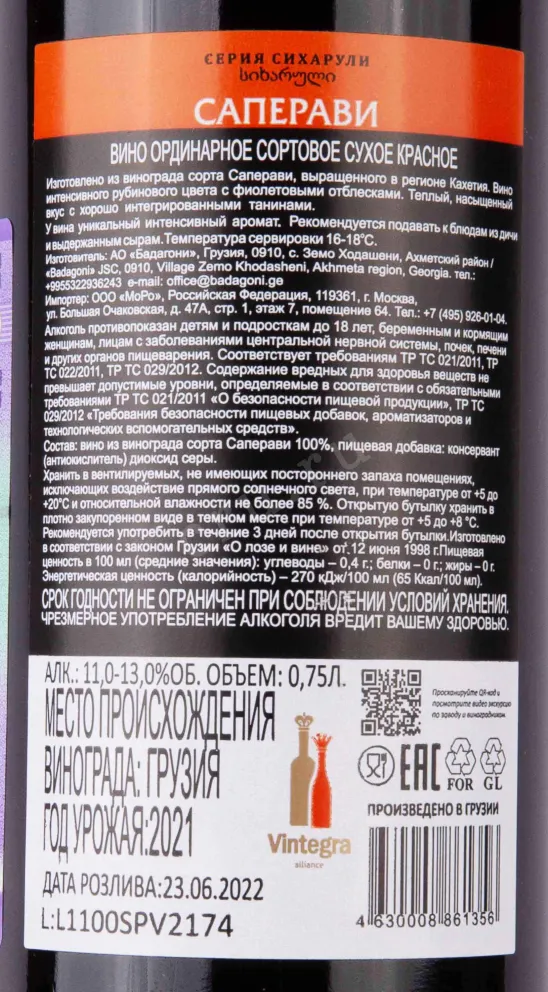 СЕРИЯ СИХАРУЛИ
სიხარული
САПЕРАВИ
ВИНО ОРДИНАРНОЕ СОРТОВОЕ СУХОЕ КРАСНОЕ
Изготовлено из винограда сорта Саперави, выращенного в регионе Кахетия. Вино
интенсивного рубинового цвета с фиолетовыми отблесками. Теплый, насыщенный
вкус с хорошо интегрированными танинами.
У вина уникальный интенсивный аромат. Рекомендуется подавать к блюдам из дичи
и выдержанным сырам.Температура сервировки 16-18°С.
Изготовитель: АО «Бадагони», Грузия, 0910, с. Земо Ходашени, Ахметский район /
«Badagoni» JSC, 0910, Village Zemo Khodasheni, Akhmeta region, Georgia. тел.:
+9955322936243 e-mail: office@badagoni.ge
Импортер: ООО «МоРо», Российская Федерация, 119361, г. Москва,
ул. Большая Очаковская, д. 47А, стр. 1, этаж 7, помещение 64. Тел.: +7 (495) 926-01-04.
Алкоголь противопоказан детям и подросткам до 18 лет, беременным и кормящим
женщинам, лицам с заболеваниями центральной нервной системы, почек, печени
и других органов пищеварения. Соответствует требованиям ТР ТС 021/2011, ТР
ТС 022/2011, ТР ТС 029/2012. Содержание вредных для здоровья веществ не
превышает допустимые уровни, определяемые в соответствии с обязательными
требованиями ТР ТС 021/2011 «О безопасности пищевой продукции», ТР ТС
029/2012 «Требования безопасности пищевых добавок, ароматизаторов и
технологических вспомогательных средств».
Состав: вино из винограда сорта Саперави 100%, пищевая добавка: консервант
(антиокислитель) диоксид серы.
Хранить в вентилируемых, не имеющих постороннего запаха помещениях,
исключающих воздействие прямого солнечного света, при температуре от +5 до
+20°С и относительной влажности не более 85 %. Открытую бутылку хранить в
плотно закупоренном виде в темном месте при температуре от +5 до +8 °С.
Рекомендуется употребить в течение 3 дней после открытия бутылки.Изготовлено
в соответствии с законом Грузии «О лозе и вине» от 12 июня 1998 г.Пищевая
ценность в 100 мл (средние значения): углеводы – 0,4 г.; белки – 0 г.; жиры – 0 г.
Энергетическая ценность (калорийность) – 270 кДж/100 мл (65 Ккал/100 мл).
СРОК ГОДНОСТИ НЕ ОГРАНИЧЕН ПРИ СОБЛЮДЕНИИ УСЛОВИЙ ХРАНЕНИЯ.
ЧРЕЗМЕРНОЕ УПОТРЕБЛЕНИЕ АЛКОГОЛЯ ВРЕДИТ ВАШЕМУ ЗДОРОВЬЮ.
АЛК.: 11,0-13,0%ОБ. ОБЪЕМ: 0,75Л.
МЕСТО ПРОИСХОЖДЕНИЯ
ВИНОГРАДА: ГРУЗИЯ
ГОД УРОЖАЯ:2021
ДАТА РОЗЛИВА:23.06.2022
L:L1100SPV2174
Vintegra
alliance
Просканируйте QR-код и
посмотрите видео экскурсию
по заводу и виноградникам.
EAC
FOR GL
ПРОИЗВЕДЕНО В ГРУЗИИ
4 630008 861356